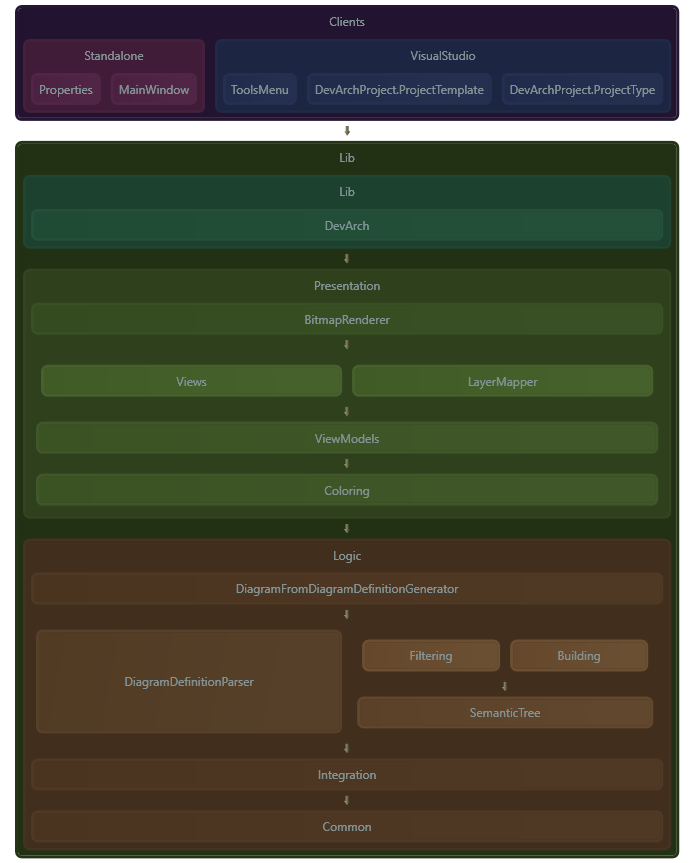 Clients
Standalone
VisualStudio
Properties
MainWindow
ToolsMenu
DevArchProject.ProjectTemplate
DevArchProject.ProjectType
Lib
Lib
DevArch
Presentation
BitmapRenderer
Views
LayerMapper
ViewModels
Coloring
Logic
DiagramFromDiagramDefinitionGenerator
DiagramDefinitionParser
Filtering
Building
SemanticTree
Integration
Common